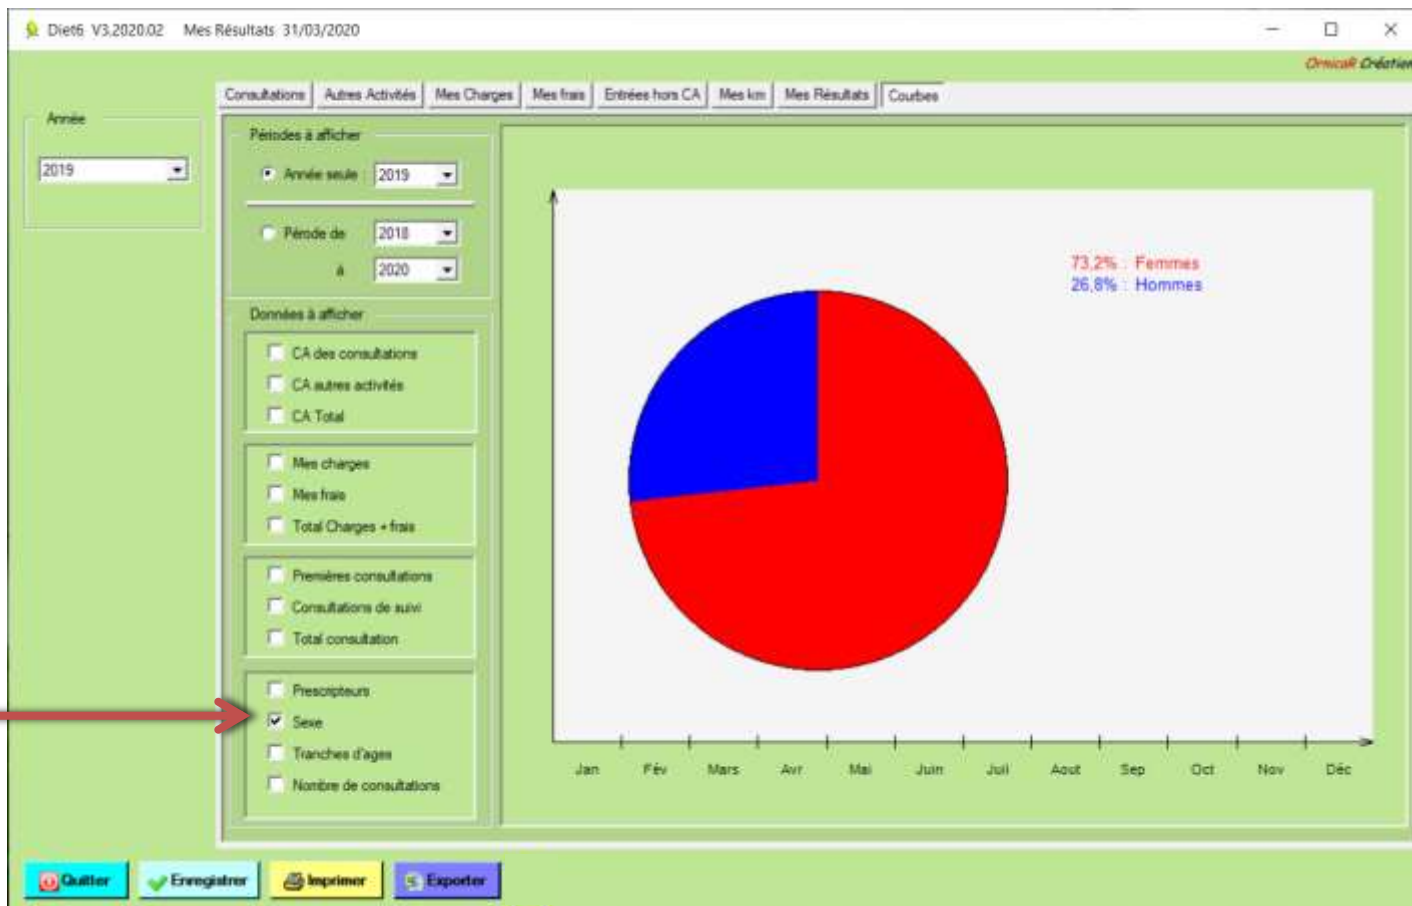 Diet6 V3.2020.02 Mes Résultats 31/03/2020
OrnicaR Création
Consultations Autres Activités Mes Charges Mes frais Entrées hors CA Mes km Mes Résultats Courbes
Année
2019
Périodes à afficher
Année seule : 2019
Période de 2018
à 2020
Données à afficher
CA des consultations
CA autres activités
CA Total
Mes charges
Mes frais
Total Charges + frais
Premières consultations
Consultations de suivi
Total consultation
Prescripteurs
Sexe
Tranches d'ages
Nombre de consultations
73,2% : Femmes
26,8% : Hommes
Jan Fév Mars Avr Mai Juin Juil Aout Sep Oct Nov Déc
Quitter Enregistrer Imprimer Exporter